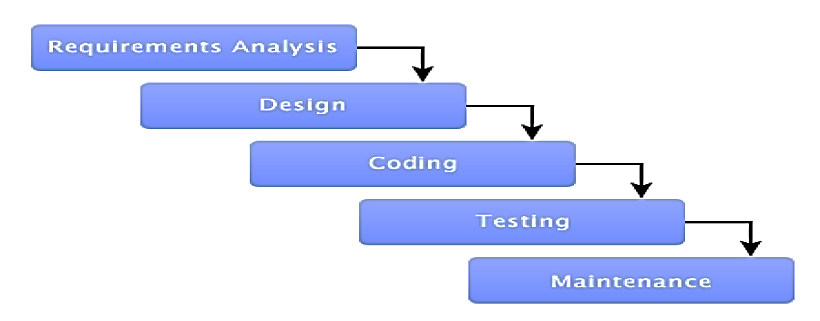 Requirements Analysis
Design
Coding
Testing
Maintenance